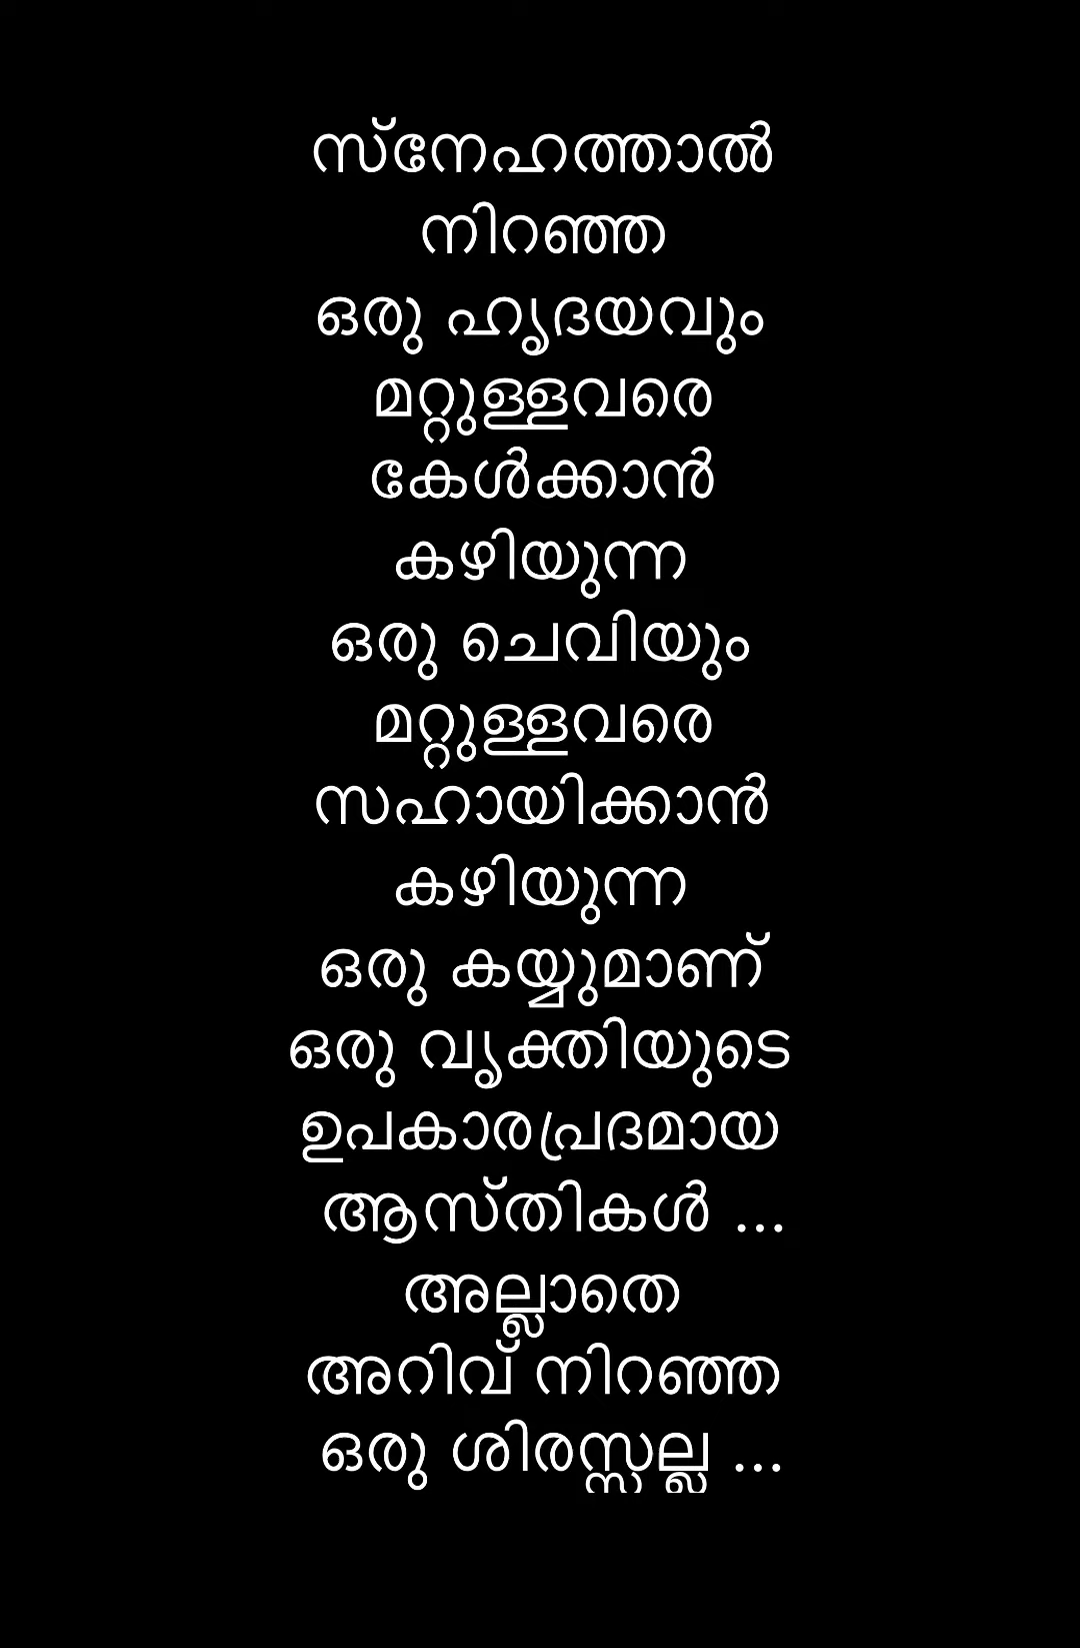 സ്നേഹത്താൽ
നിറഞ്ഞ
ഒരു ഹൃദയവും
മറ്റുള്ളവരെ
കേൾക്കാൻ
കഴിയുന്ന
ഒരു ചെവിയും
മറ്റുള്ളവരെ
സഹായിക്കാൻ
കഴിയുന്ന
ഒരു കയ്യുമാണ്
ഒരു വൃക്തിയുടെ
ഉപകാരപ്രദമായ
ആസ്തികൾ ...
അല്ലാതെ
അറിവ് നിറഞ്ഞ
ഒരു ശിരസ്സല്ല ...